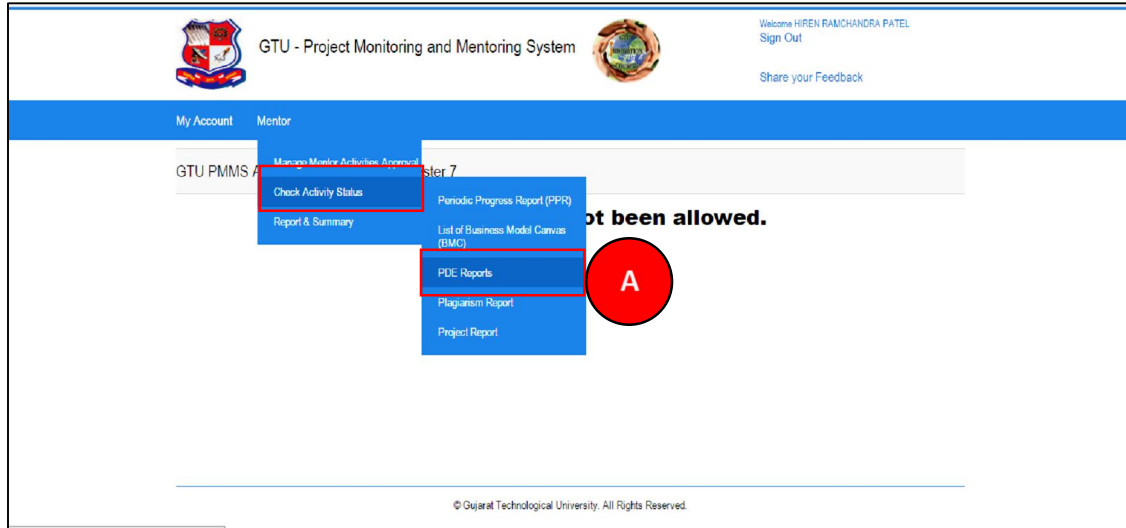 GTU - Project Monitoring and Mentoring System
Welcome HIREN RAMCHANDRA PATEL
Sign Out
Share your Feedback
My Account Mentor
Manage Mentor Activities Approval
GTU PMMS
ster 7
Check Activity Status
Report & Summary
Periodic Progress Report (PPR)
ot been allowed.
List of Business Model Canvas
(BMC)
PDE Reports
A
Plagiarism Report
Project Report
© Gujarat Technological University. All Rights Reserved.